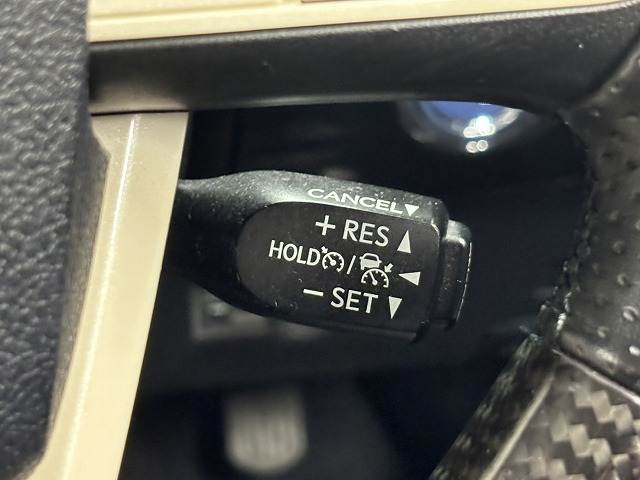 CANCEL▼
+ RES ▲
HOLD / ◀
− SET ▼